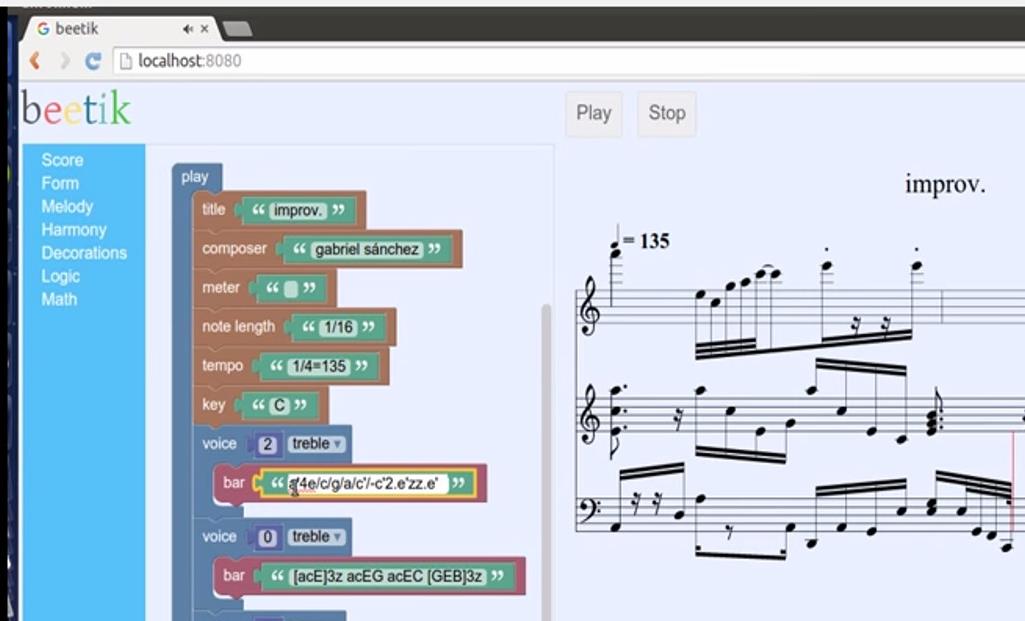 beetik
localhost:8080
beetik
Play Stop
Score
Form
Melody
Harmony
Decorations
Logic
Math
play
title “ improv. ”
composer “ gabriel sánchez ”
meter “ ”
note length “ 1/16 ”
tempo “ 1/4=135 ”
key “ C ”
voice 2 treble
bar “ a'4e/c/g/a/c'/-c'2.e'zz.e' ”
voice 0 treble
bar “ [acE]3z acEG acEC [GEB]3z ”
improv.
= 135